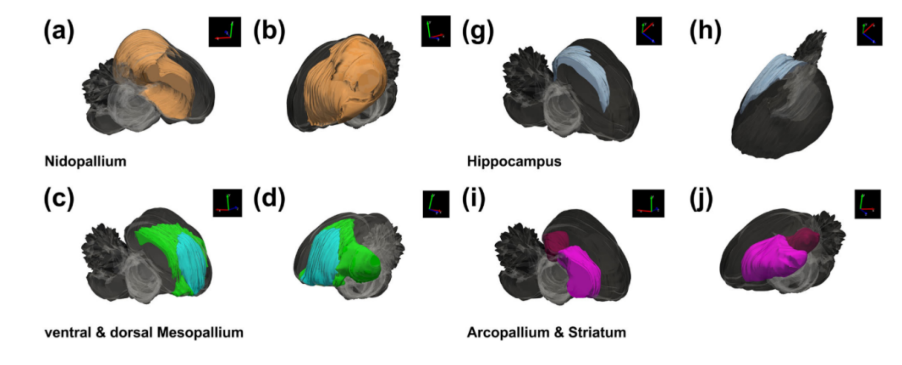 (a) (b) (g) (h)
Nidopallium Hippocampus
(c) (d) (i) (j)
ventral & dorsal Mesopallium Arcopallium & Striatum